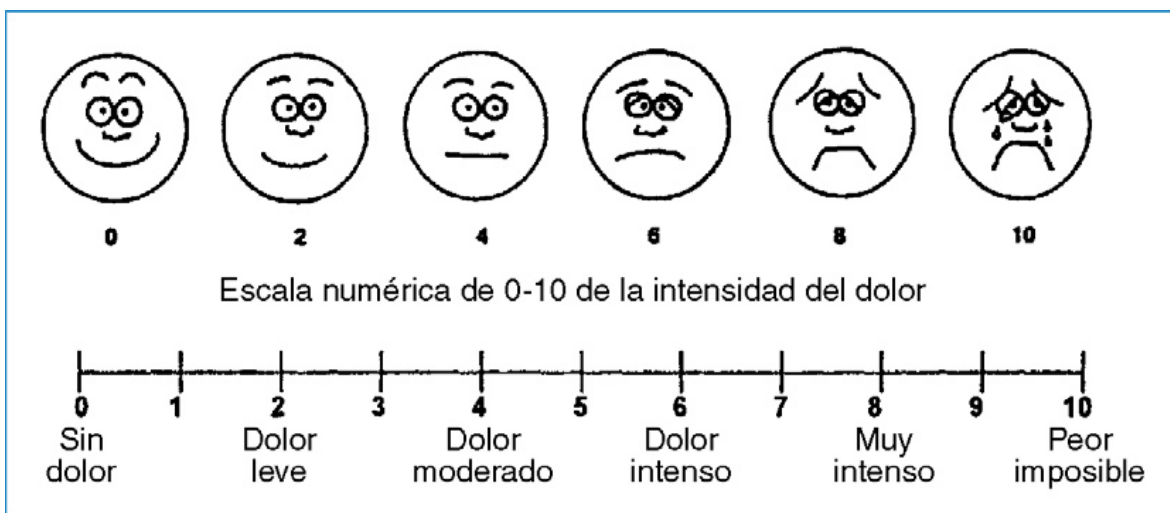 0 2 4 6 8 10
Escala numérica de 0-10 de la intensidad del dolor
0 1 2 3 4 5 6 7 8 9 10
Sin Dolor Dolor Dolor Muy Peor
dolor leve moderado intenso intenso imposible